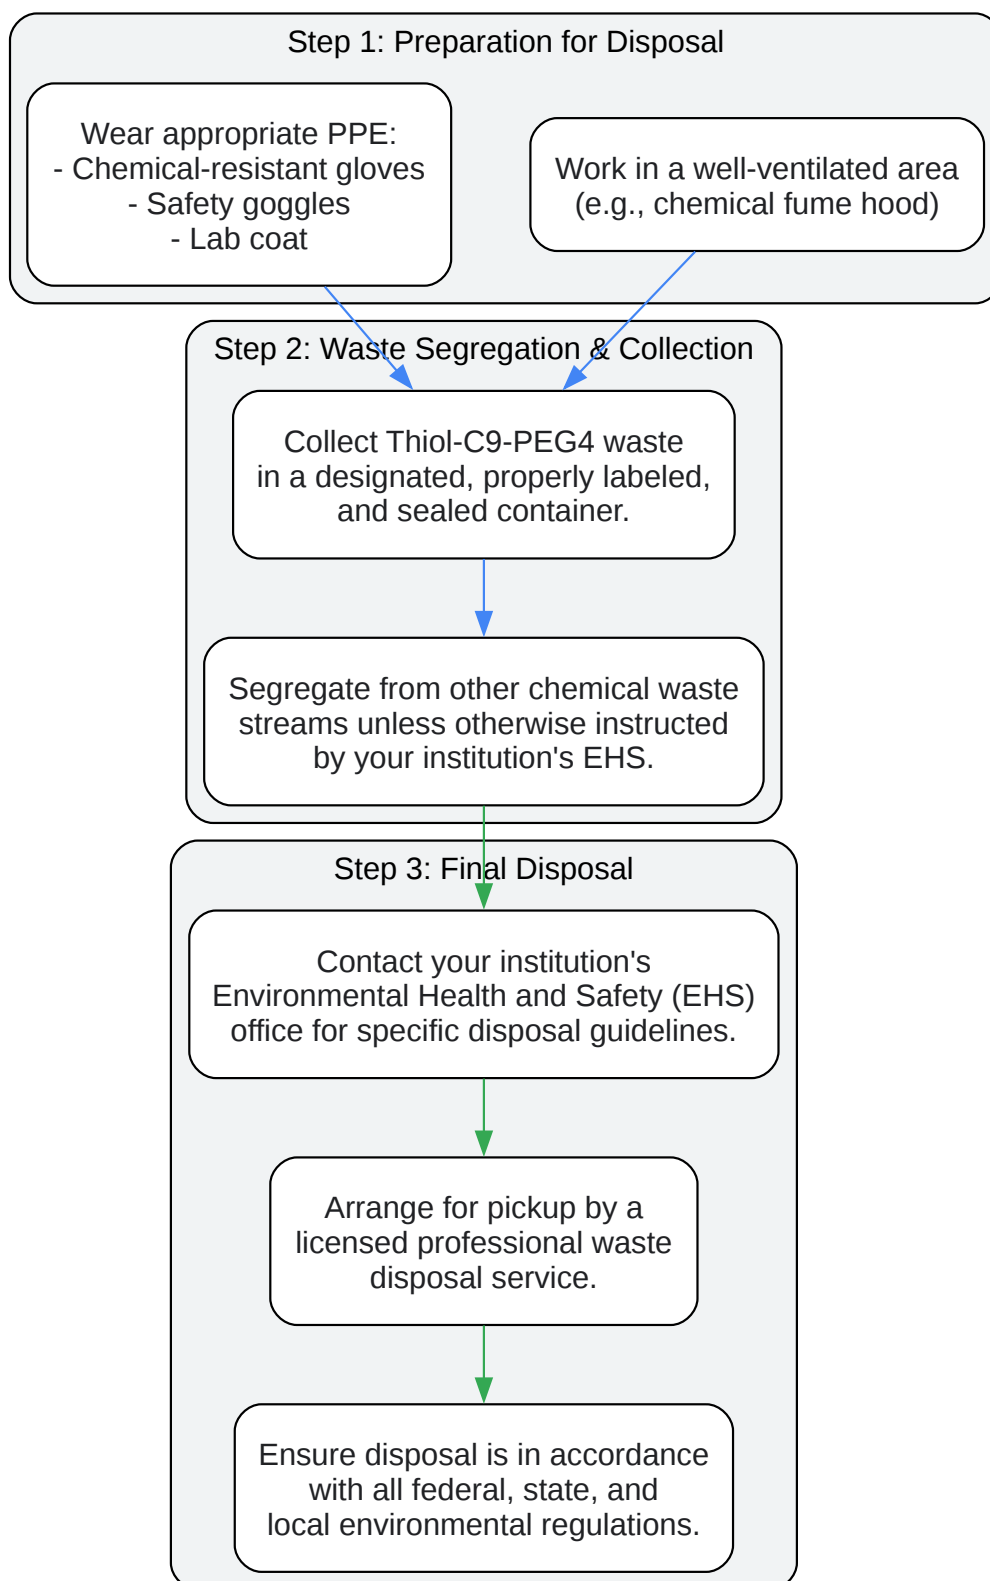 Step 1: Preparation for Disposal
Wear appropriate PPE:
- Chemical-resistant gloves
- Safety goggles
- Lab coat
Work in a well-ventilated area
(e.g., chemical fume hood)
Step 2: Waste Segregation & Collection
Collect Thiol-C9-PEG4 waste
in a designated, properly labeled,
and sealed container.
Segregate from other chemical waste
streams unless otherwise instructed
by your institution's EHS.
Step 3: Final Disposal
Contact your institution's
Environmental Health and Safety (EHS)
office for specific disposal guidelines.
Arrange for pickup by a
licensed professional waste
disposal service.
Ensure disposal is in accordance
with all federal, state, and
local environmental regulations.